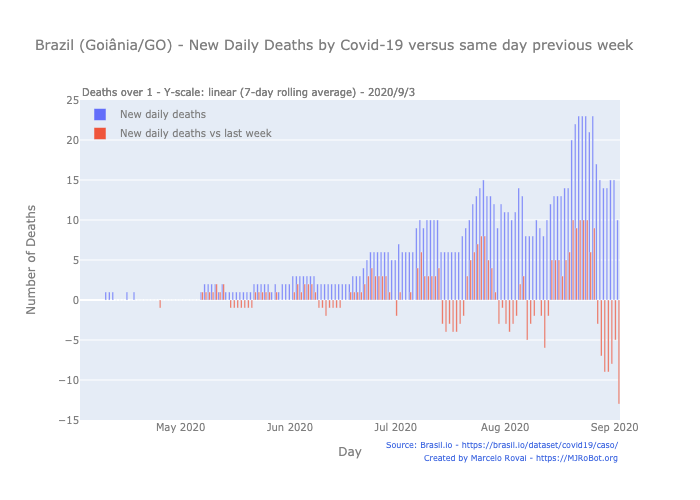 Brazil (Goiânia/GO) - New Daily Deaths by Covid-19 versus same day previous week
Deaths over 1 - Y-scale: linear (7-day rolling average) - 2020/9/3
New daily deaths
New daily deaths vs last week
Number of Deaths
25
20
15
10
5
0
−5
−10
−15
May 2020
Jun 2020
Jul 2020
Aug 2020
Sep 2020
Day
Source: Brasil.io - https://brasil.io/dataset/covid19/caso/
Created by Marcelo Rovai - https://MJRoBot.org